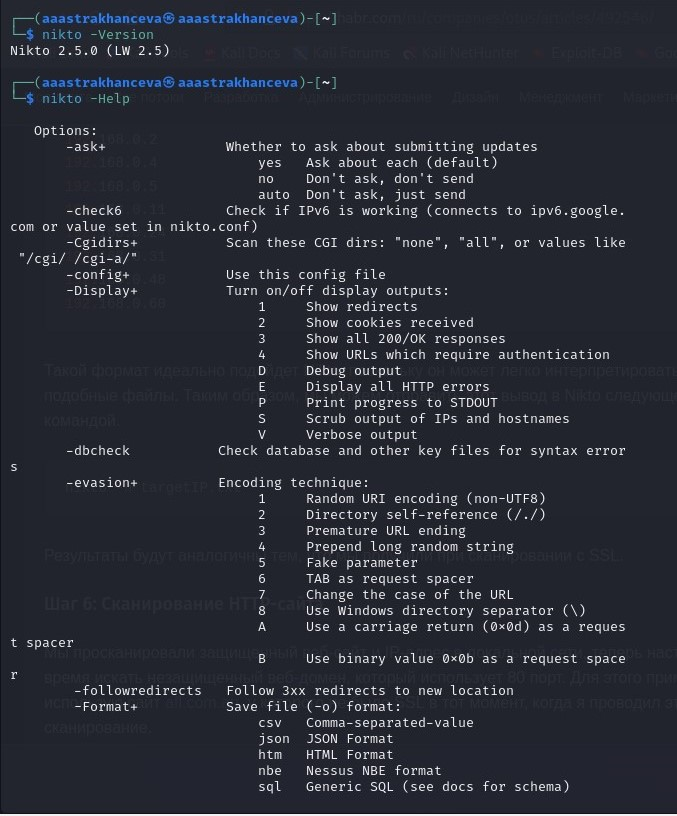 ┌──(aaastrakhanceva㉿aaastrakhanceva)-[~]
└─$ nikto -Version
Nikto 2.5.0 (LW 2.5)
┌──(aaastrakhanceva㉿aaastrakhanceva)-[~]
└─$ nikto -Help
Options:
-ask+ Whether to ask about submitting updates
yes Ask about each (default)
no Don't ask, don't send
auto Don't ask, just send
-check6 Check if IPv6 is working (connects to ipv6.google.
com or value set in nikto.conf)
-Cgidirs+ Scan these CGI dirs: "none", "all", or values like
"/cgi/ /cgi-a/"
-config+ Use this config file
-Display+ Turn on/off display outputs:
1 Show redirects
2 Show cookies received
3 Show all 200/OK responses
4 Show URLs which require authentication
D Debug output
E Display all HTTP errors
P Print progress to STDOUT
S Scrub output of IPs and hostnames
V Verbose output
-dbcheck Check database and other key files for syntax error
s
-evasion+ Encoding technique:
1 Random URI encoding (non-UTF8)
2 Directory self-reference (/./)
3 Premature URL ending
4 Prepend long random string
5 Fake parameter
6 TAB as request spacer
7 Change the case of the URL
8 Use Windows directory separator (\)
A Use a carriage return (0×0d) as a reques
t spacer
B Use binary value 0×0b as a request space
r
-followredirects Follow 3xx redirects to new location
-Format+ Save file (-o) format:
csv Comma-separated-value
json JSON Format
htm HTML Format
nbe Nessus NBE format
sql Generic SQL (see docs for schema)